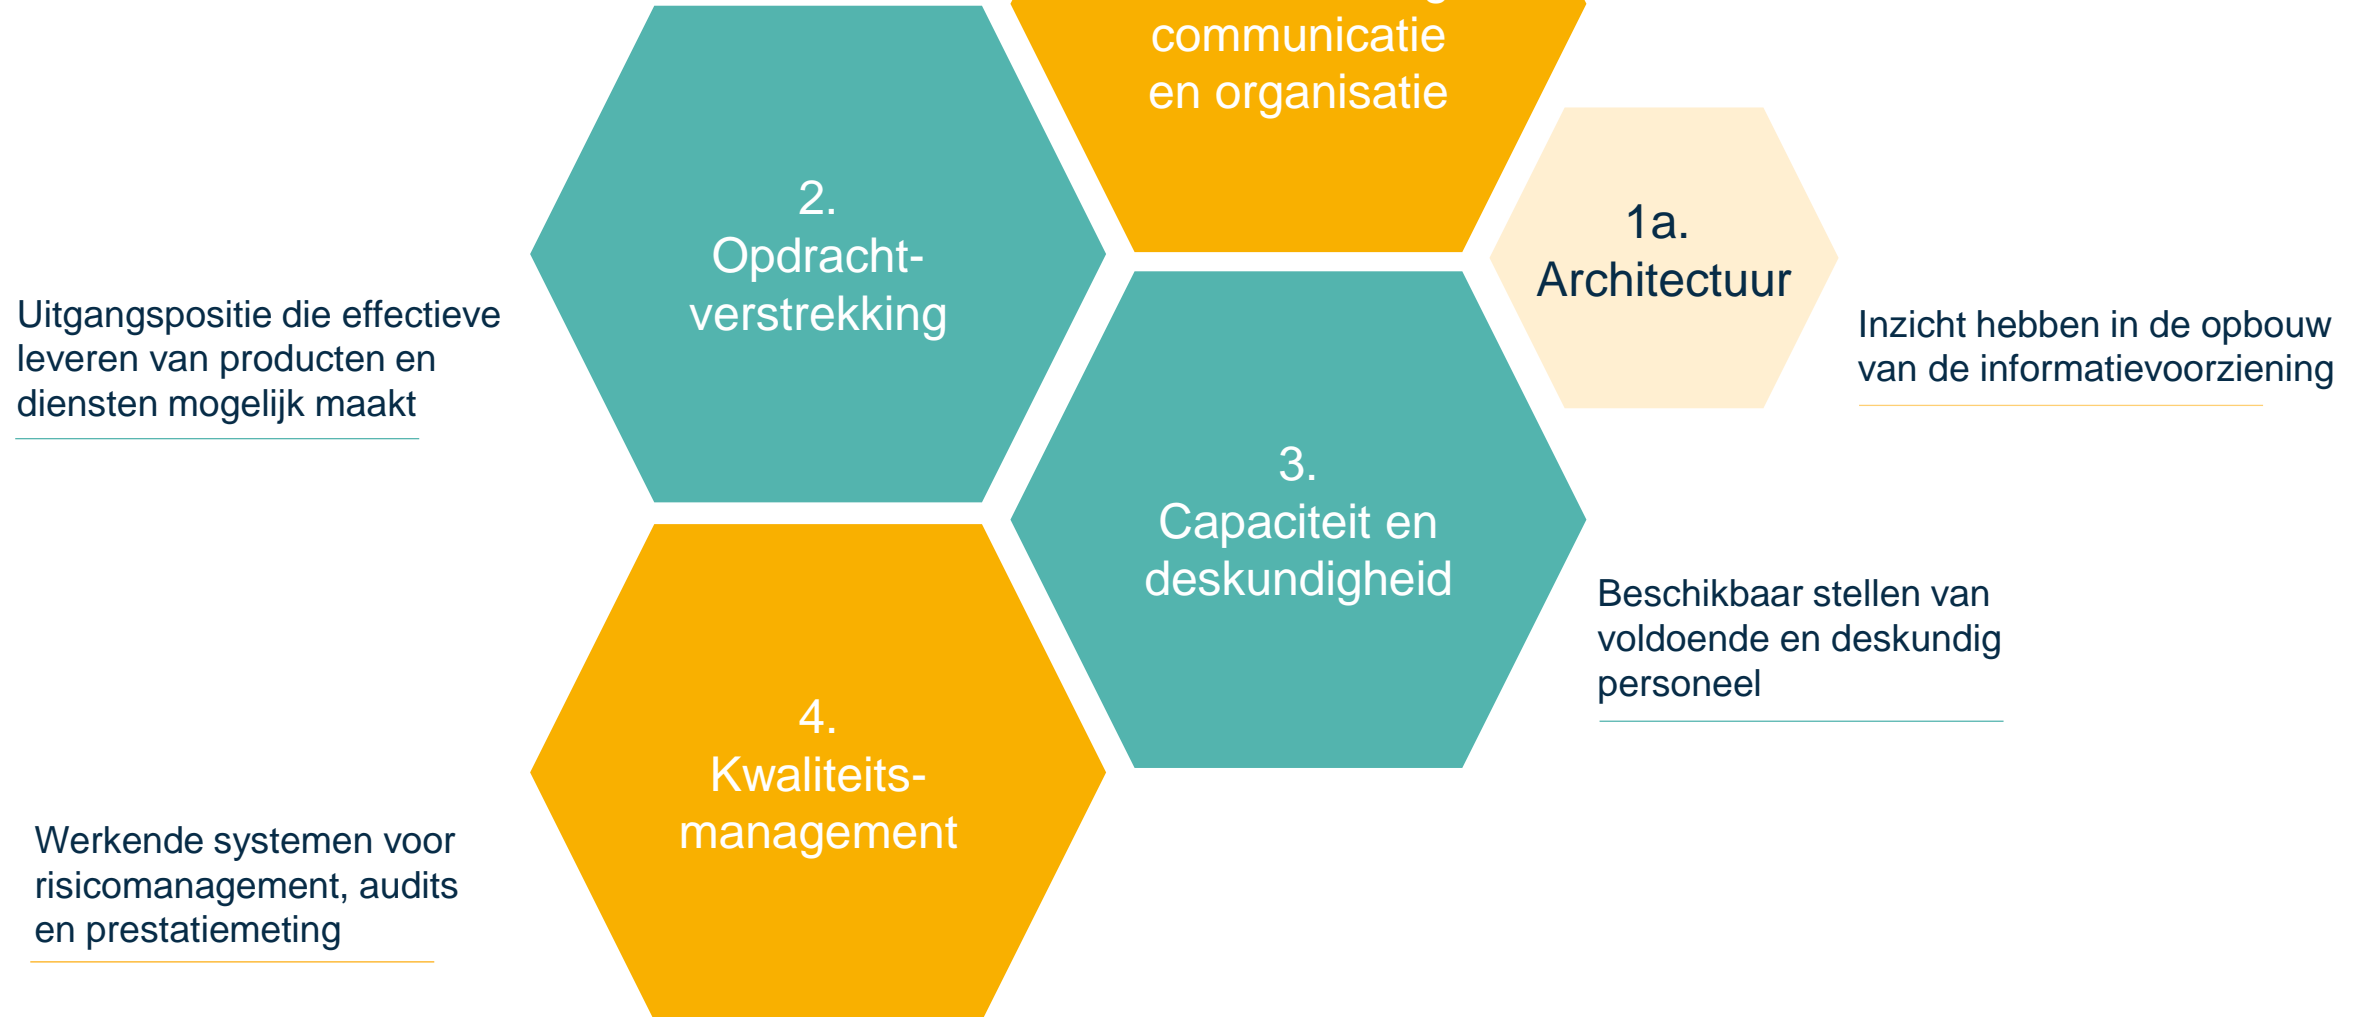 communicatie
en organisatie
2.
Opdracht-
verstrekking
1a.
Architectuur
Uitgangspositie die effectieve
leveren van producten en
diensten mogelijk maakt
Inzicht hebben in de opbouw
van de informatievoorziening
3.
Capaciteit en
deskundigheid
Beschikbaar stellen van
voldoende en deskundig
personeel
4.
Kwaliteits-
management
Werkende systemen voor
risicomanagement, audits
en prestatiemeting